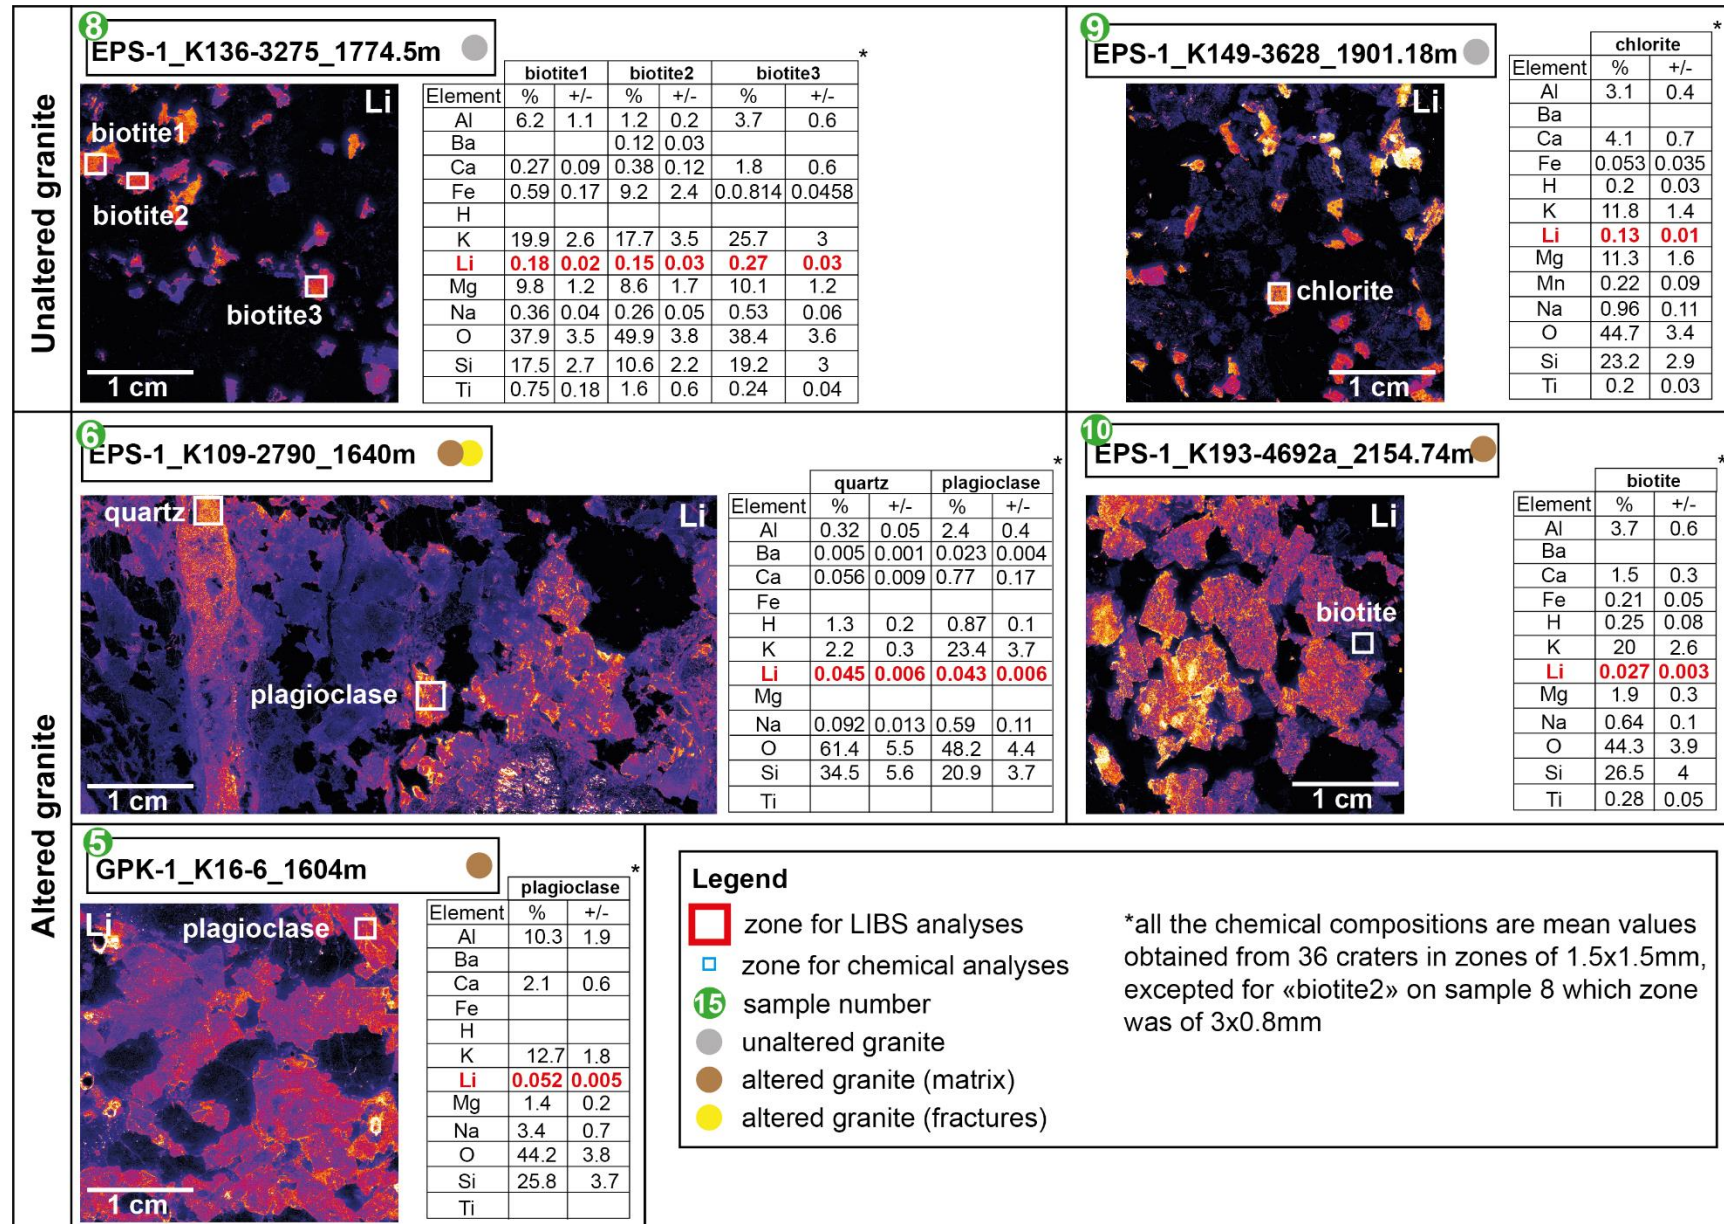 Unaltered granite
8
EPS-1_K136-3275_1774.5m
Li
biotite1
biotite2
biotite3
1 cm
*
biotite1 biotite2 biotite3
Element % +/- % +/- % +/-
Al 6.2 1.1 1.2 0.2 3.7 0.6
Ba 0.12 0.03
Ca 0.27 0.09 0.38 0.12 1.8 0.6
Fe 0.59 0.17 9.2 2.4 0.0.814 0.0458
H
K 19.9 2.6 17.7 3.5 25.7 3
Li 0.18 0.02 0.15 0.03 0.27 0.03
Mg 9.8 1.2 8.6 1.7 10.1 1.2
Na 0.36 0.04 0.26 0.05 0.53 0.06
O 37.9 3.5 49.9 3.8 38.4 3.6
Si 17.5 2.7 10.6 2.2 19.2 3
Ti 0.75 0.18 1.6 0.6 0.24 0.04
9
EPS-1_K149-3628_1901.18m
Li
chlorite
1 cm
*
chlorite
Element % +/-
Al 3.1 0.4
Ba
Ca 4.1 0.7
Fe 0.053 0.035
H 0.2 0.03
K 11.8 1.4
Li 0.13 0.01
Mg 11.3 1.6
Mn 0.22 0.09
Na 0.96 0.11
O 44.7 3.4
Si 23.2 2.9
Ti 0.2 0.03
Altered granite
6
EPS-1_K109-2790_1640m
quartz
Li
plagioclase
1 cm
*
quartz plagioclase
Element % +/- % +/-
Al 0.32 0.05 2.4 0.4
Ba 0.005 0.001 0.023 0.004
Ca 0.056 0.009 0.77 0.17
Fe
H 1.3 0.2 0.87 0.1
K 2.2 0.3 23.4 3.7
Li 0.045 0.006 0.043 0.006
Mg
Na 0.092 0.013 0.59 0.11
O 61.4 5.5 48.2 4.4
Si 34.5 5.6 20.9 3.7
Ti
10
EPS-1_K193-4692a_2154.74m
Li
biotite
1 cm
*
biotite
Element % +/-
Al 3.7 0.6
Ba
Ca 1.5 0.3
Fe 0.21 0.05
H 0.25 0.08
K 20 2.6
Li 0.027 0.003
Mg 1.9 0.3
Na 0.64 0.1
O 44.3 3.9
Si 26.5 4
Ti 0.28 0.05
5
GPK-1_K16-6_1604m
Li
plagioclase
1 cm
*
plagioclase
Element % +/-
Al 10.3 1.9
Ba
Ca 2.1 0.6
Fe
H
K 12.7 1.8
Li 0.052 0.005
Mg 1.4 0.2
Na 3.4 0.7
O 44.2 3.8
Si 25.8 3.7
Ti
Legend
zone for LIBS analyses
zone for chemical analyses
15 sample number
unaltered granite
altered granite (matrix)
altered granite (fractures)
*all the chemical compositions are mean values
obtained from 36 craters in zones of 1.5x1.5mm,
excepted for «biotite2» on sample 8 which zone
was of 3x0.8mm